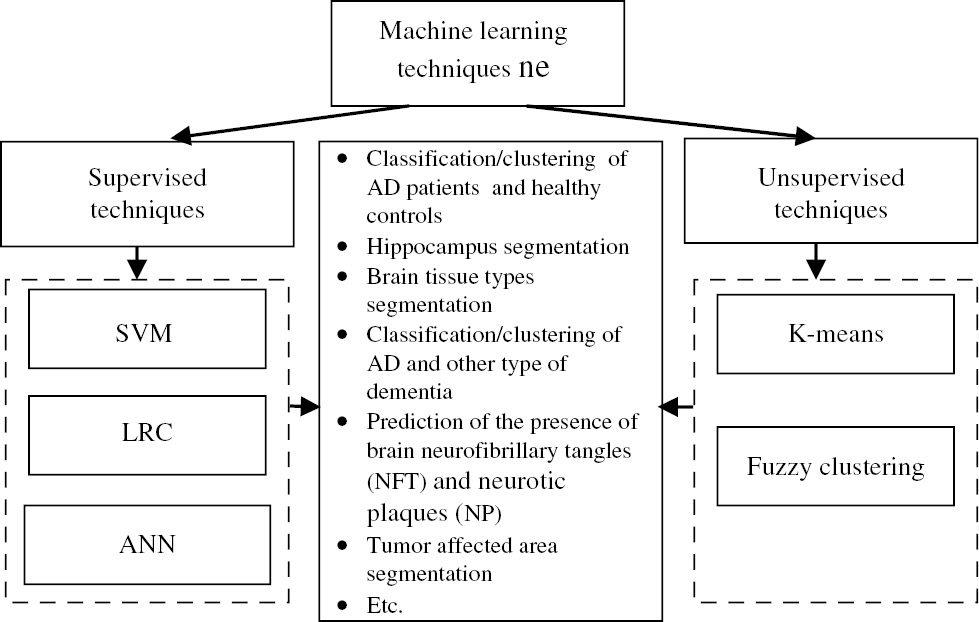 Machine learning
techniques ne
Supervised
techniques
SVM
LRC
ANN
• Classification/clustering of
AD patients and healthy
controls
• Hippocampus segmentation
• Brain tissue types
segmentation
• Classification/clustering of
AD and other type of
dementia
• Prediction of the presence of
brain neurofibrillary tangles
(NFT) and neurotic
plaques (NP)
• Tumor affected area
segmentation
• Etc.
Unsupervised
techniques
K-means
Fuzzy clustering